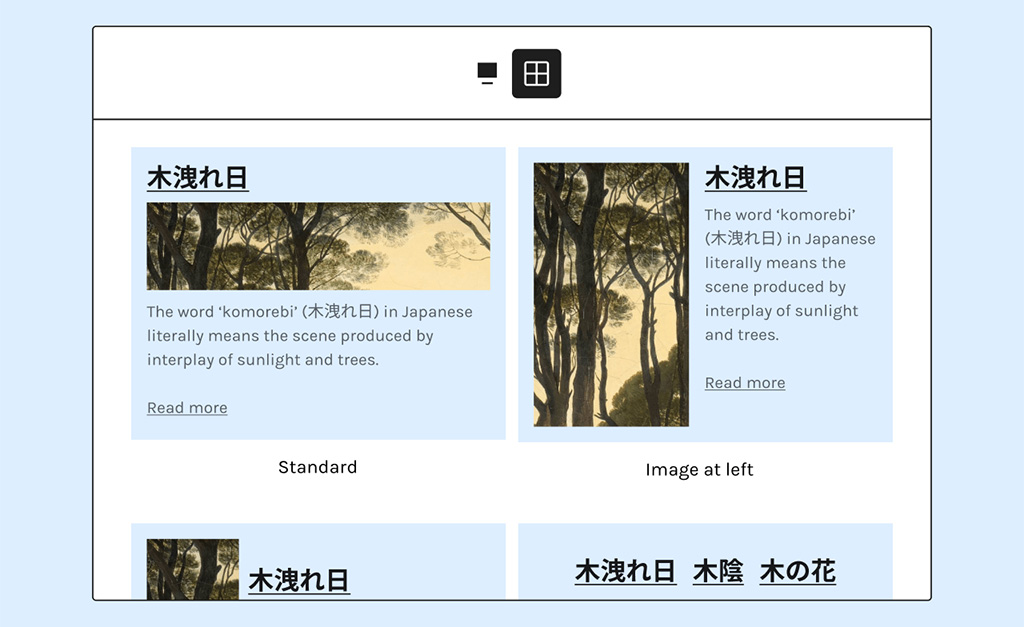 木洩れ日
The word ‘komorebi’ (木洩れ日) in Japanese
literally means the scene produced by
interplay of sunlight and trees.
Read more
Standard
木洩れ日
The word ‘komorebi’
(木洩れ日) in Japanese
literally means the
scene produced by
interplay of sunlight
and trees.
Read more
Image at left
木洩れ日
木洩れ日 木陰 木の花